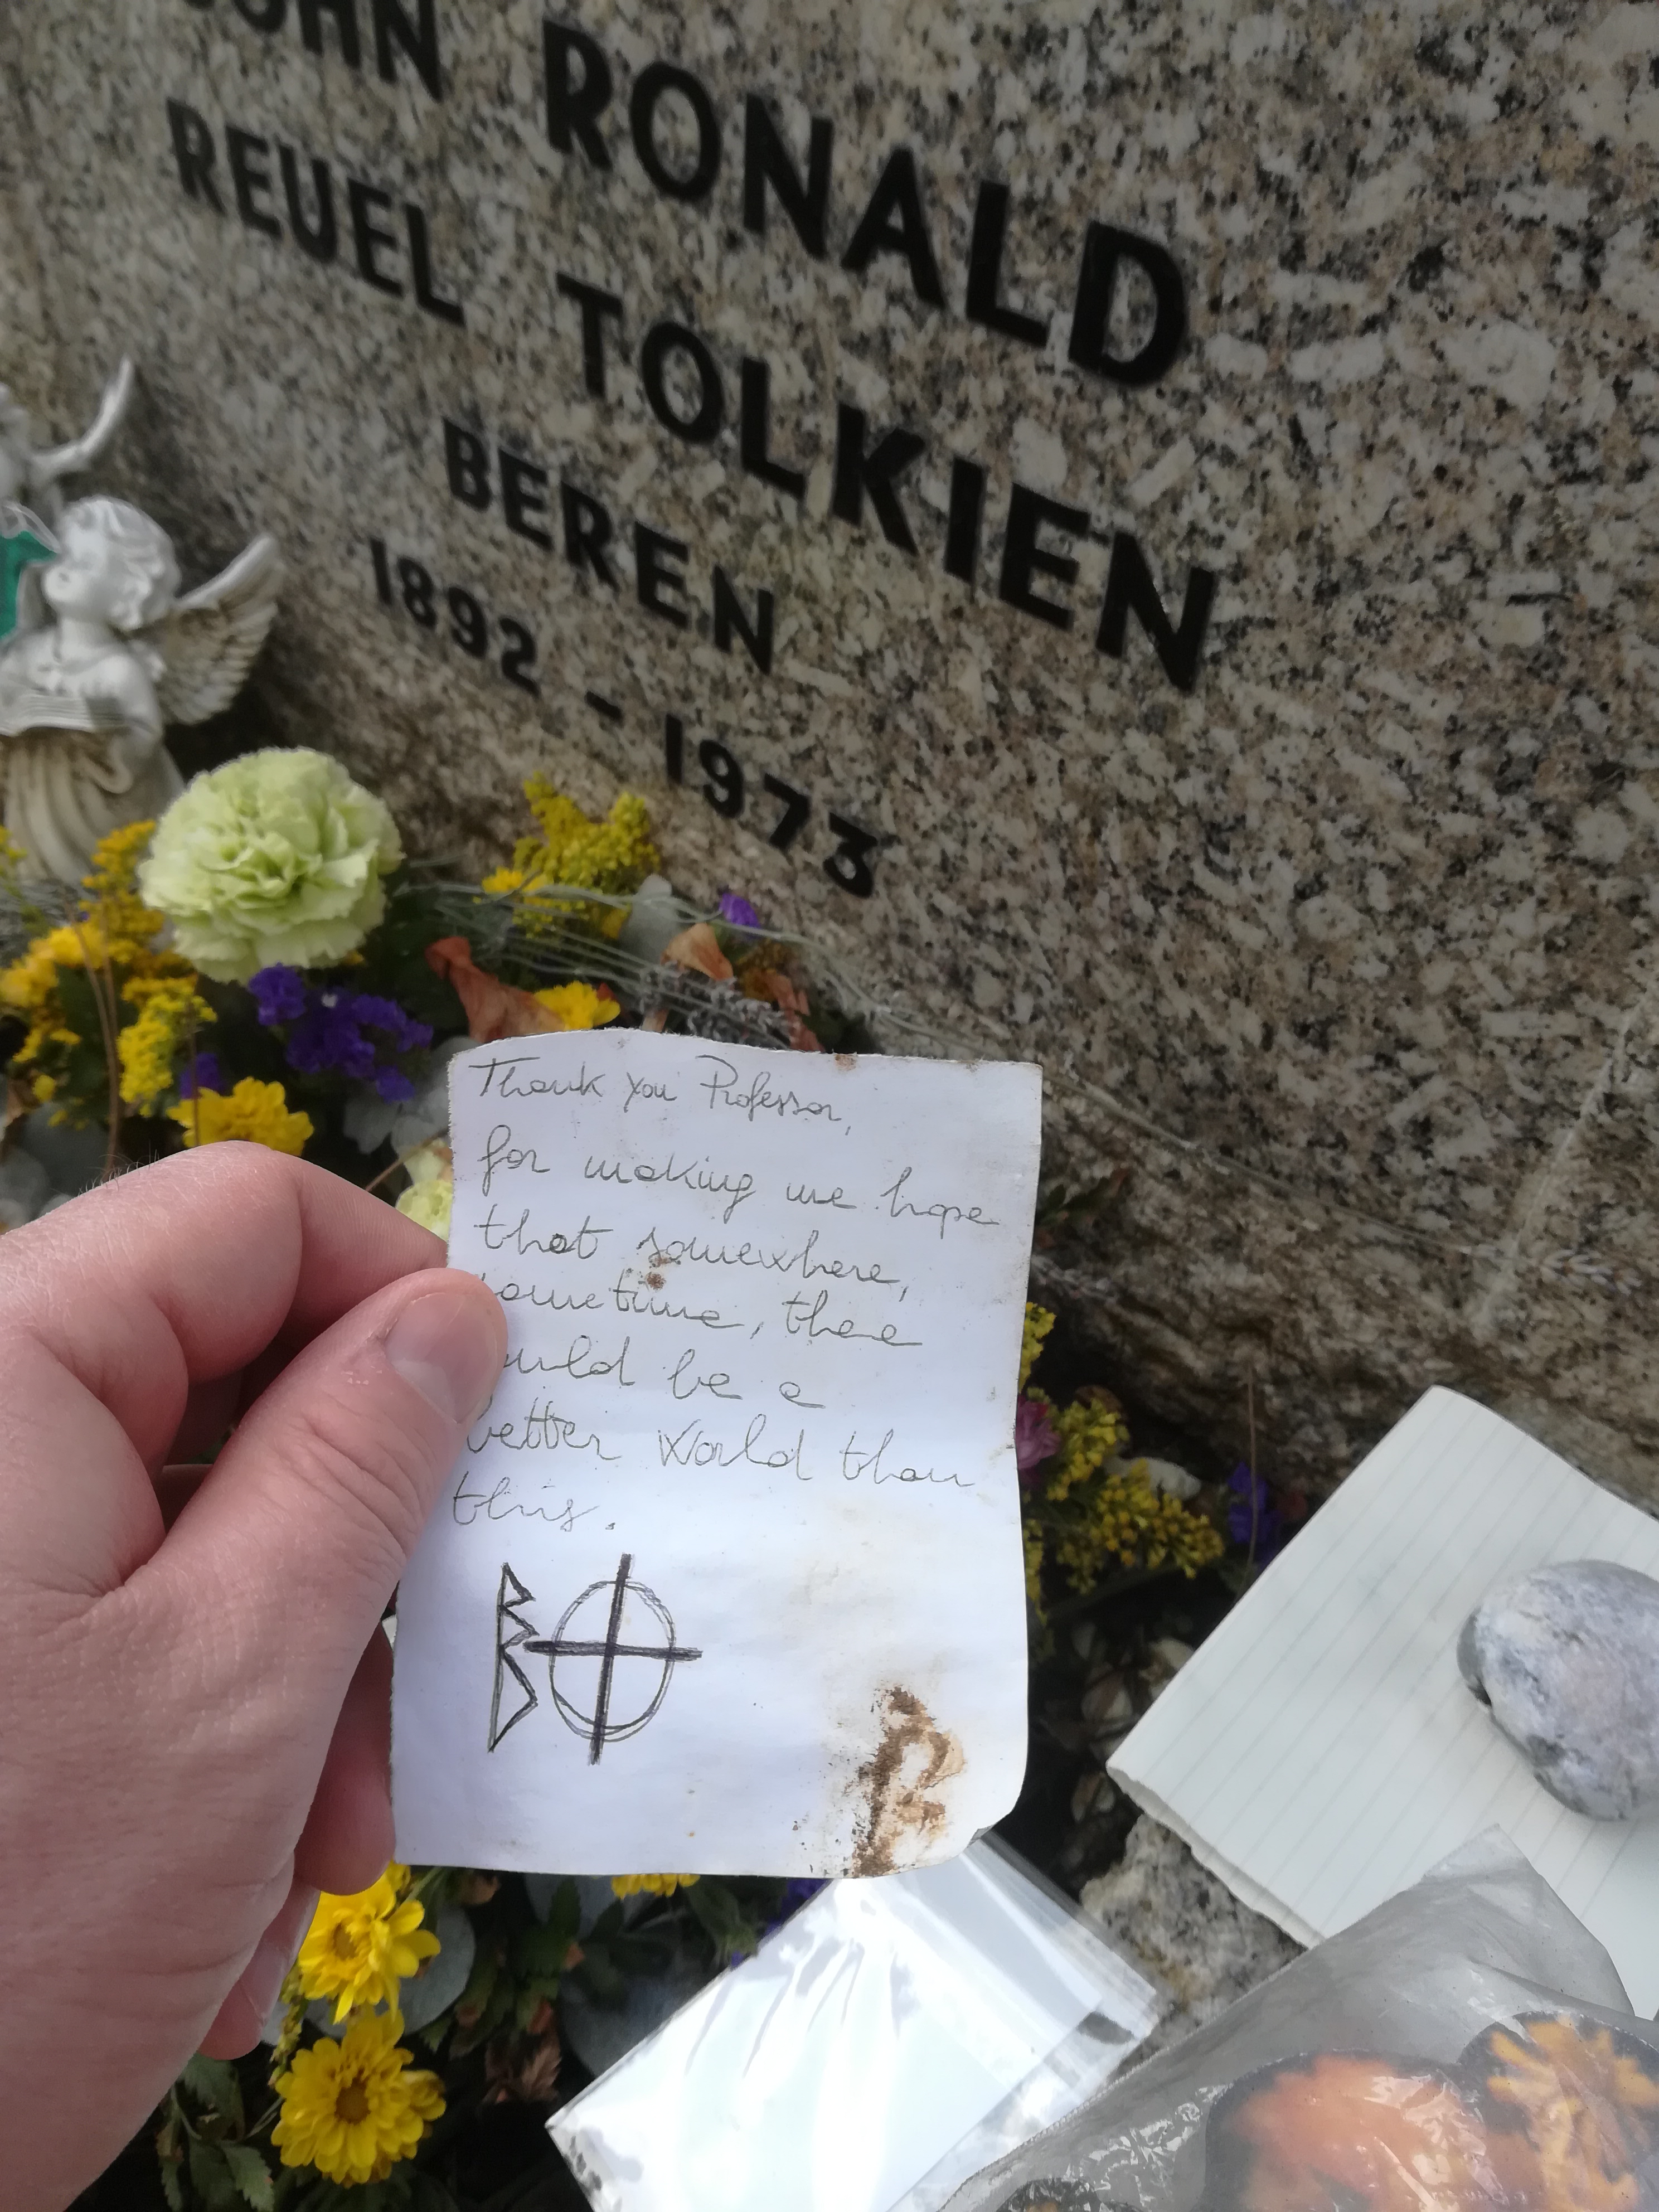 JOHN RONALD
REUEL TOLKIEN
BEREN
1892 - 1973
Thank you Professor,
for making me hope
that somewhere,
sometime, there
be a
better world than
this.